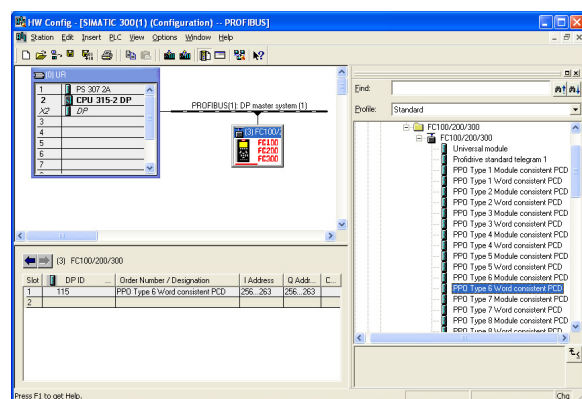 HW Config - [SIMATIC 300(1) (Configuration) -- PROFIBUS]
Station Edit Insert PLC View Options Window Help
(0) UR
1 PS 307 2A
2 CPU 315-2 DP
X2 DP
3
4
5
6
7
PROFIBUS(1): DP master system (1)
(3) FC100/
FC100
FC200
FC300
Find:
Profile: Standard
FC100/200/300
FC100/200/300
Universal module
Profidrive standard telegram 1
PPO Type 1 Module consistent PCD
PPO Type 1 Word consistent PCD
PPO Type 2 Module consistent PCD
PPO Type 2 Word consistent PCD
PPO Type 3 Module consistent PCD
PPO Type 3 Word consistent PCD
PPO Type 4 Module consistent PCD
PPO Type 4 Word consistent PCD
PPO Type 5 Module consistent PCD
PPO Type 5 Word consistent PCD
PPO Type 6 Module consistent PCD
PPO Type 6 Word consistent PCD
PPO Type 7 Module consistent PCD
PPO Type 7 Word consistent PCD
PPO Type 8 Module consistent PCD
PPO Type 8 Word consistent PCD
(3) FC100/200/300
Slot DP ID ... Order Number / Designation I Address Q Addr... C...
1 115 PPO Type 6 Word consistent PCD 256...263 256...263
2
Press F1 to get Help.
Chg